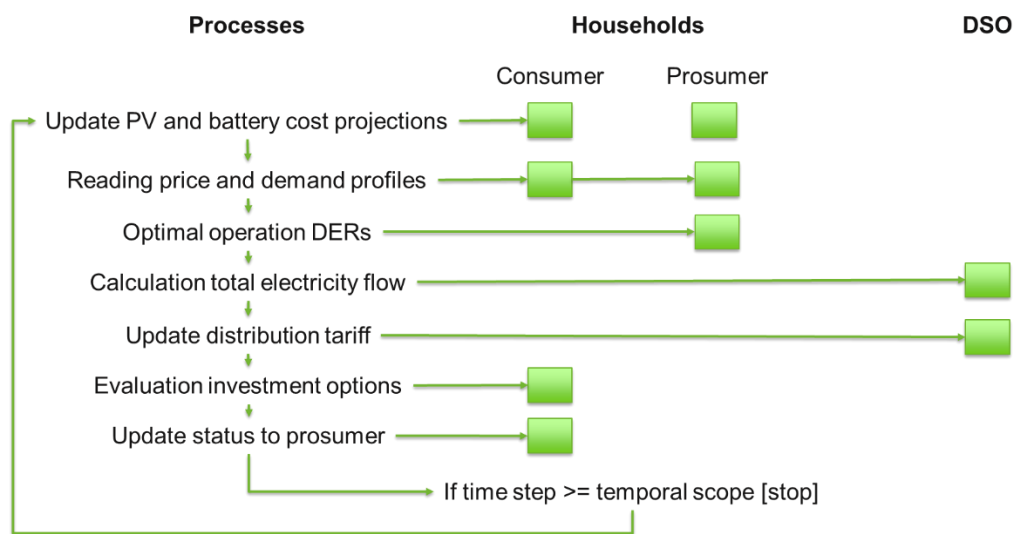 Processes Households DSO
Consumer Prosumer
Update PV and battery cost projections
Reading price and demand profiles
Optimal operation DERs
Calculation total electricity flow
Update distribution tariff
Evaluation investment options
Update status to prosumer
If time step >= temporal scope [stop]